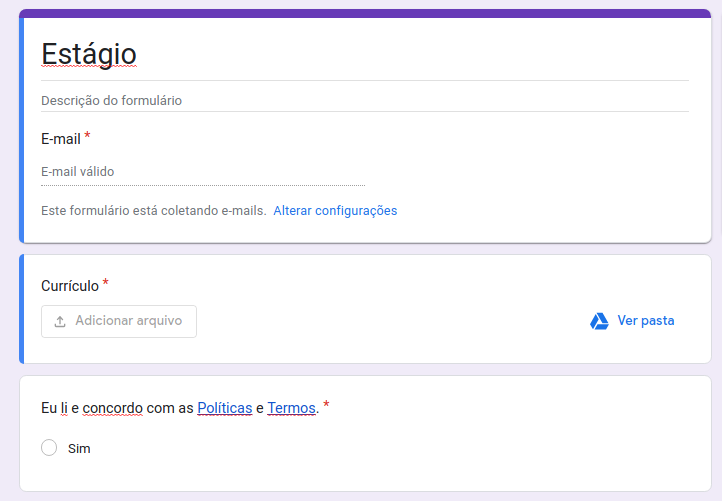 Estágio
Descrição do formulário
E-mail *
E-mail válido
Este formulário está coletando e-mails. Alterar configurações
Currículo *
Adicionar arquivo
Ver pasta
Eu li e concordo com as Políticas e Termos. *
Sim